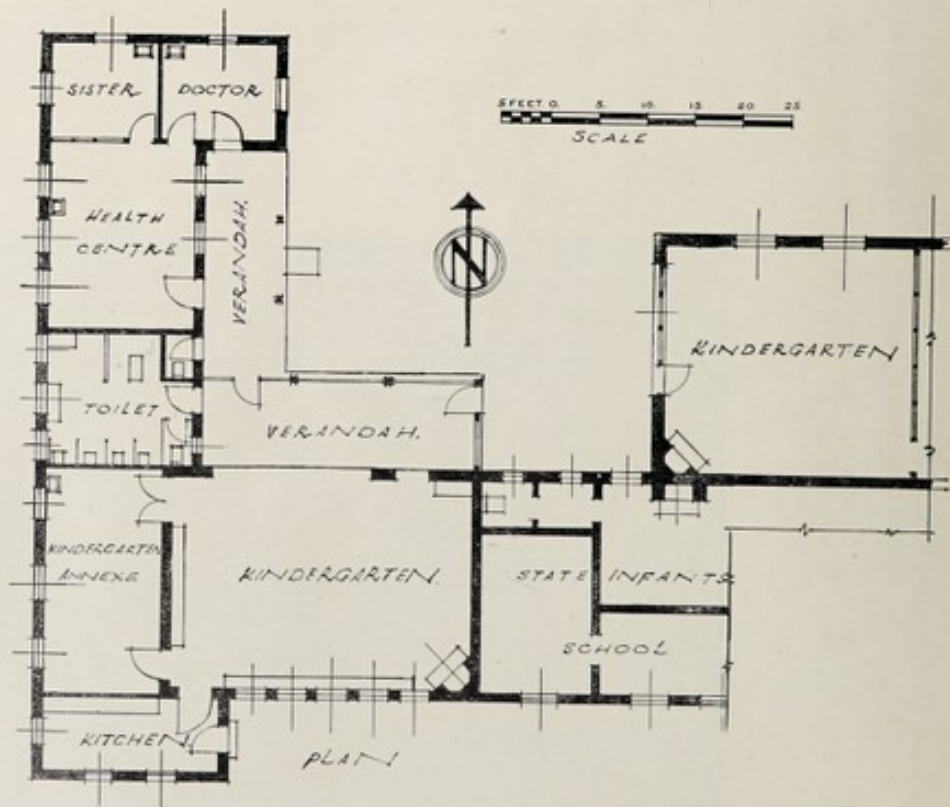 SISTER
DOCTOR
5 FEET 0. 5. 10. 15. 20 25
SCALE
HEALTH
CENTRE
VERANDAH.
N
KINDERGARTEN
TOILET
VERANDAH.
KINDERGARTEN
ANNEXE
KINDERGARTEN.
STATE INFANTS
SCHOOL
KITCHEN
PLAN